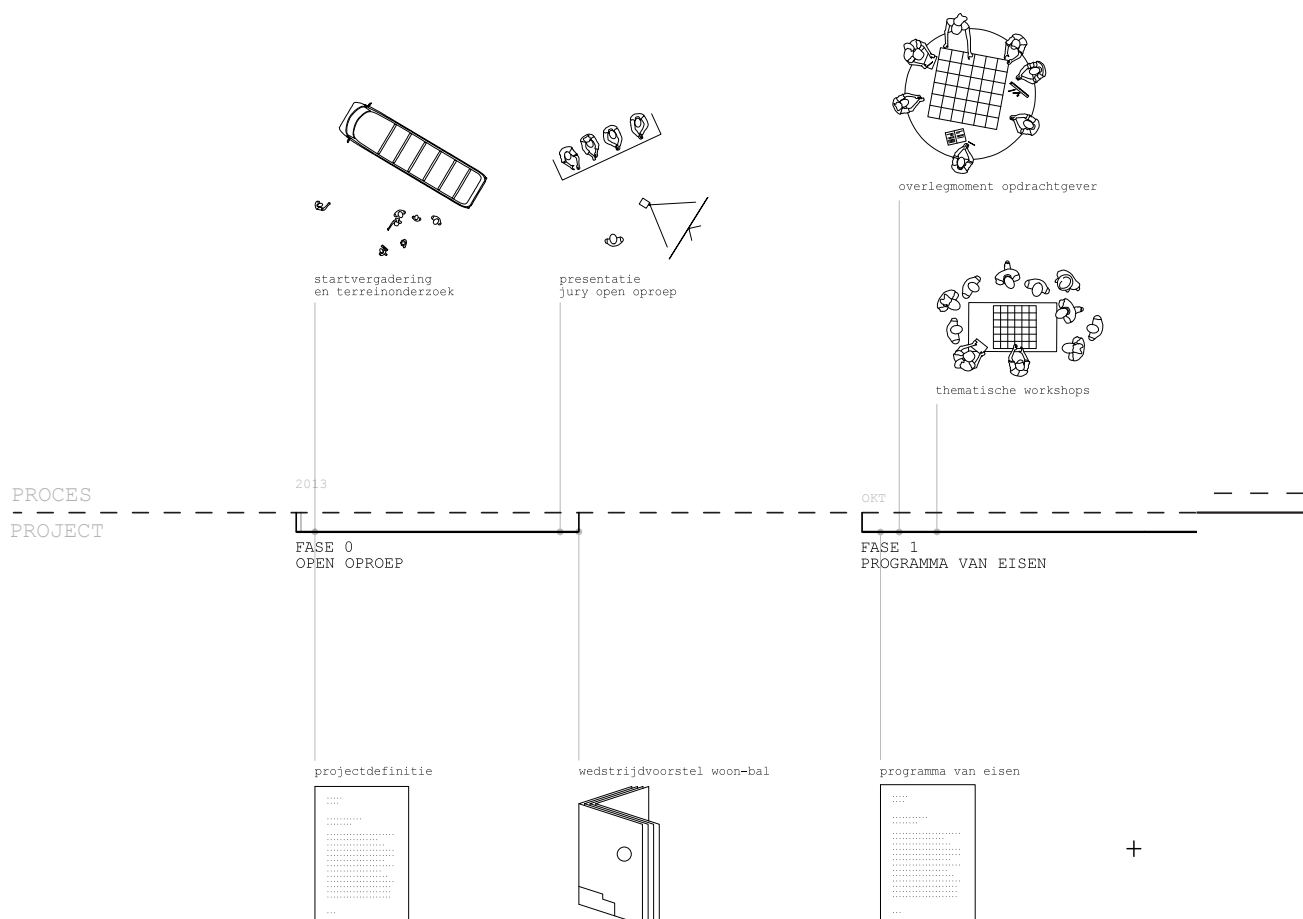 overlegmoment opdrachtgever
startvergadering
en terreinonderzoek
presentatie
jury open oproep
thematische workshops
PROCES
2013
OKT
PROJECT
FASE 0
OPEN OPROEP
FASE 1
PROGRAMMA VAN EISEN
projectdefinitie
wedstrijdvoorstel woon-bal
programma van eisen